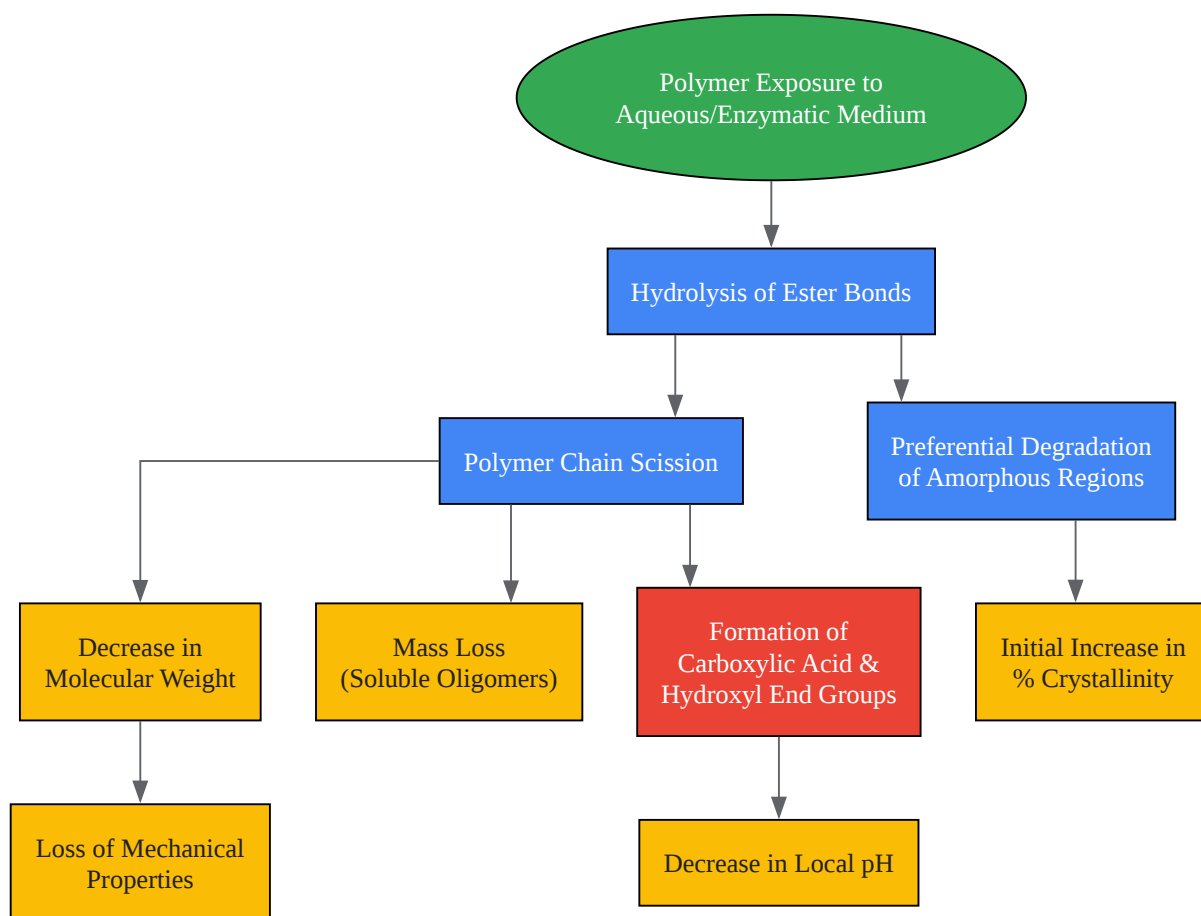 Polymer Exposure to
Aqueous/Enzymatic Medium
Hydrolysis of Ester Bonds
Polymer Chain Scission
Preferential Degradation
of Amorphous Regions
Decrease in
Molecular Weight
Mass Loss
(Soluble Oligomers)
Formation of
Carboxylic Acid &
Hydroxyl End Groups
Initial Increase in
% Crystallinity
Loss of Mechanical
Properties
Decrease in Local pH